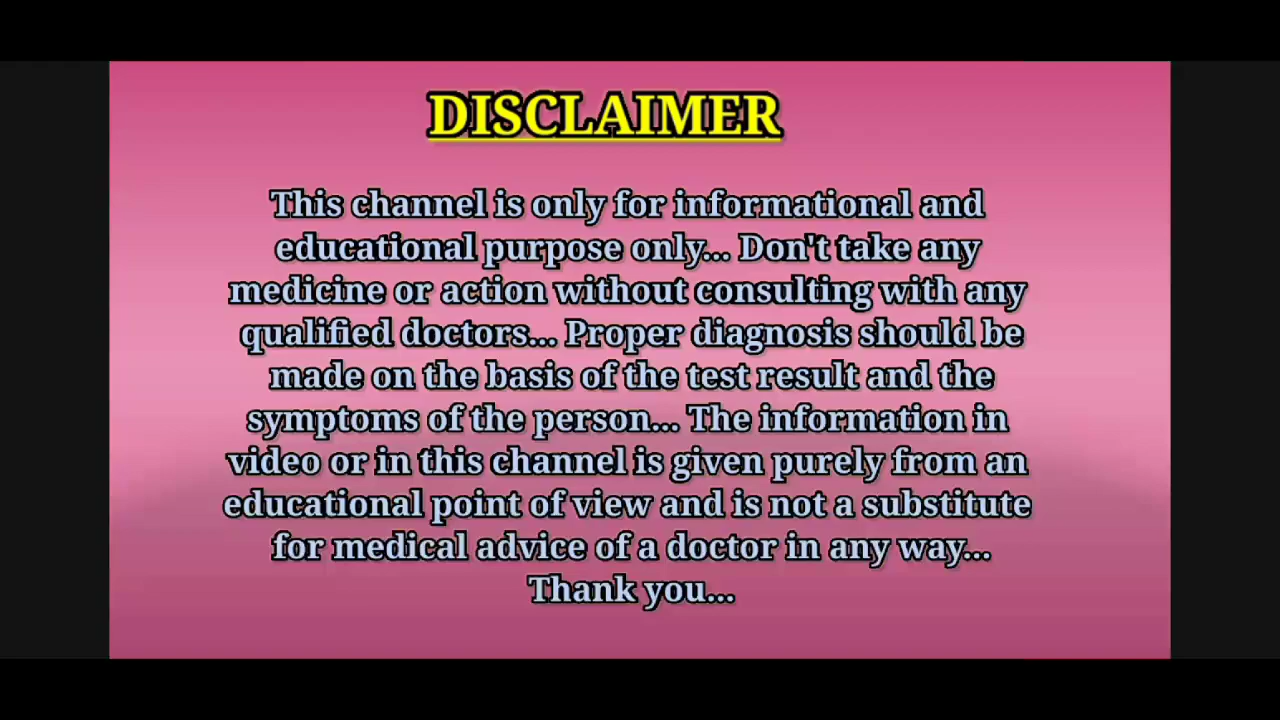 DISCLAIMER
This channel is only for informational and
educational purpose only... Don't take any
medicine or action without consulting with any
qualified doctors... Proper diagnosis should be
made on the basis of the test result and the
symptoms of the person... The information in
video or in this channel is given purely from an
educational point of view and is not a substitute
for medical advice of a doctor in any way...
Thank you...